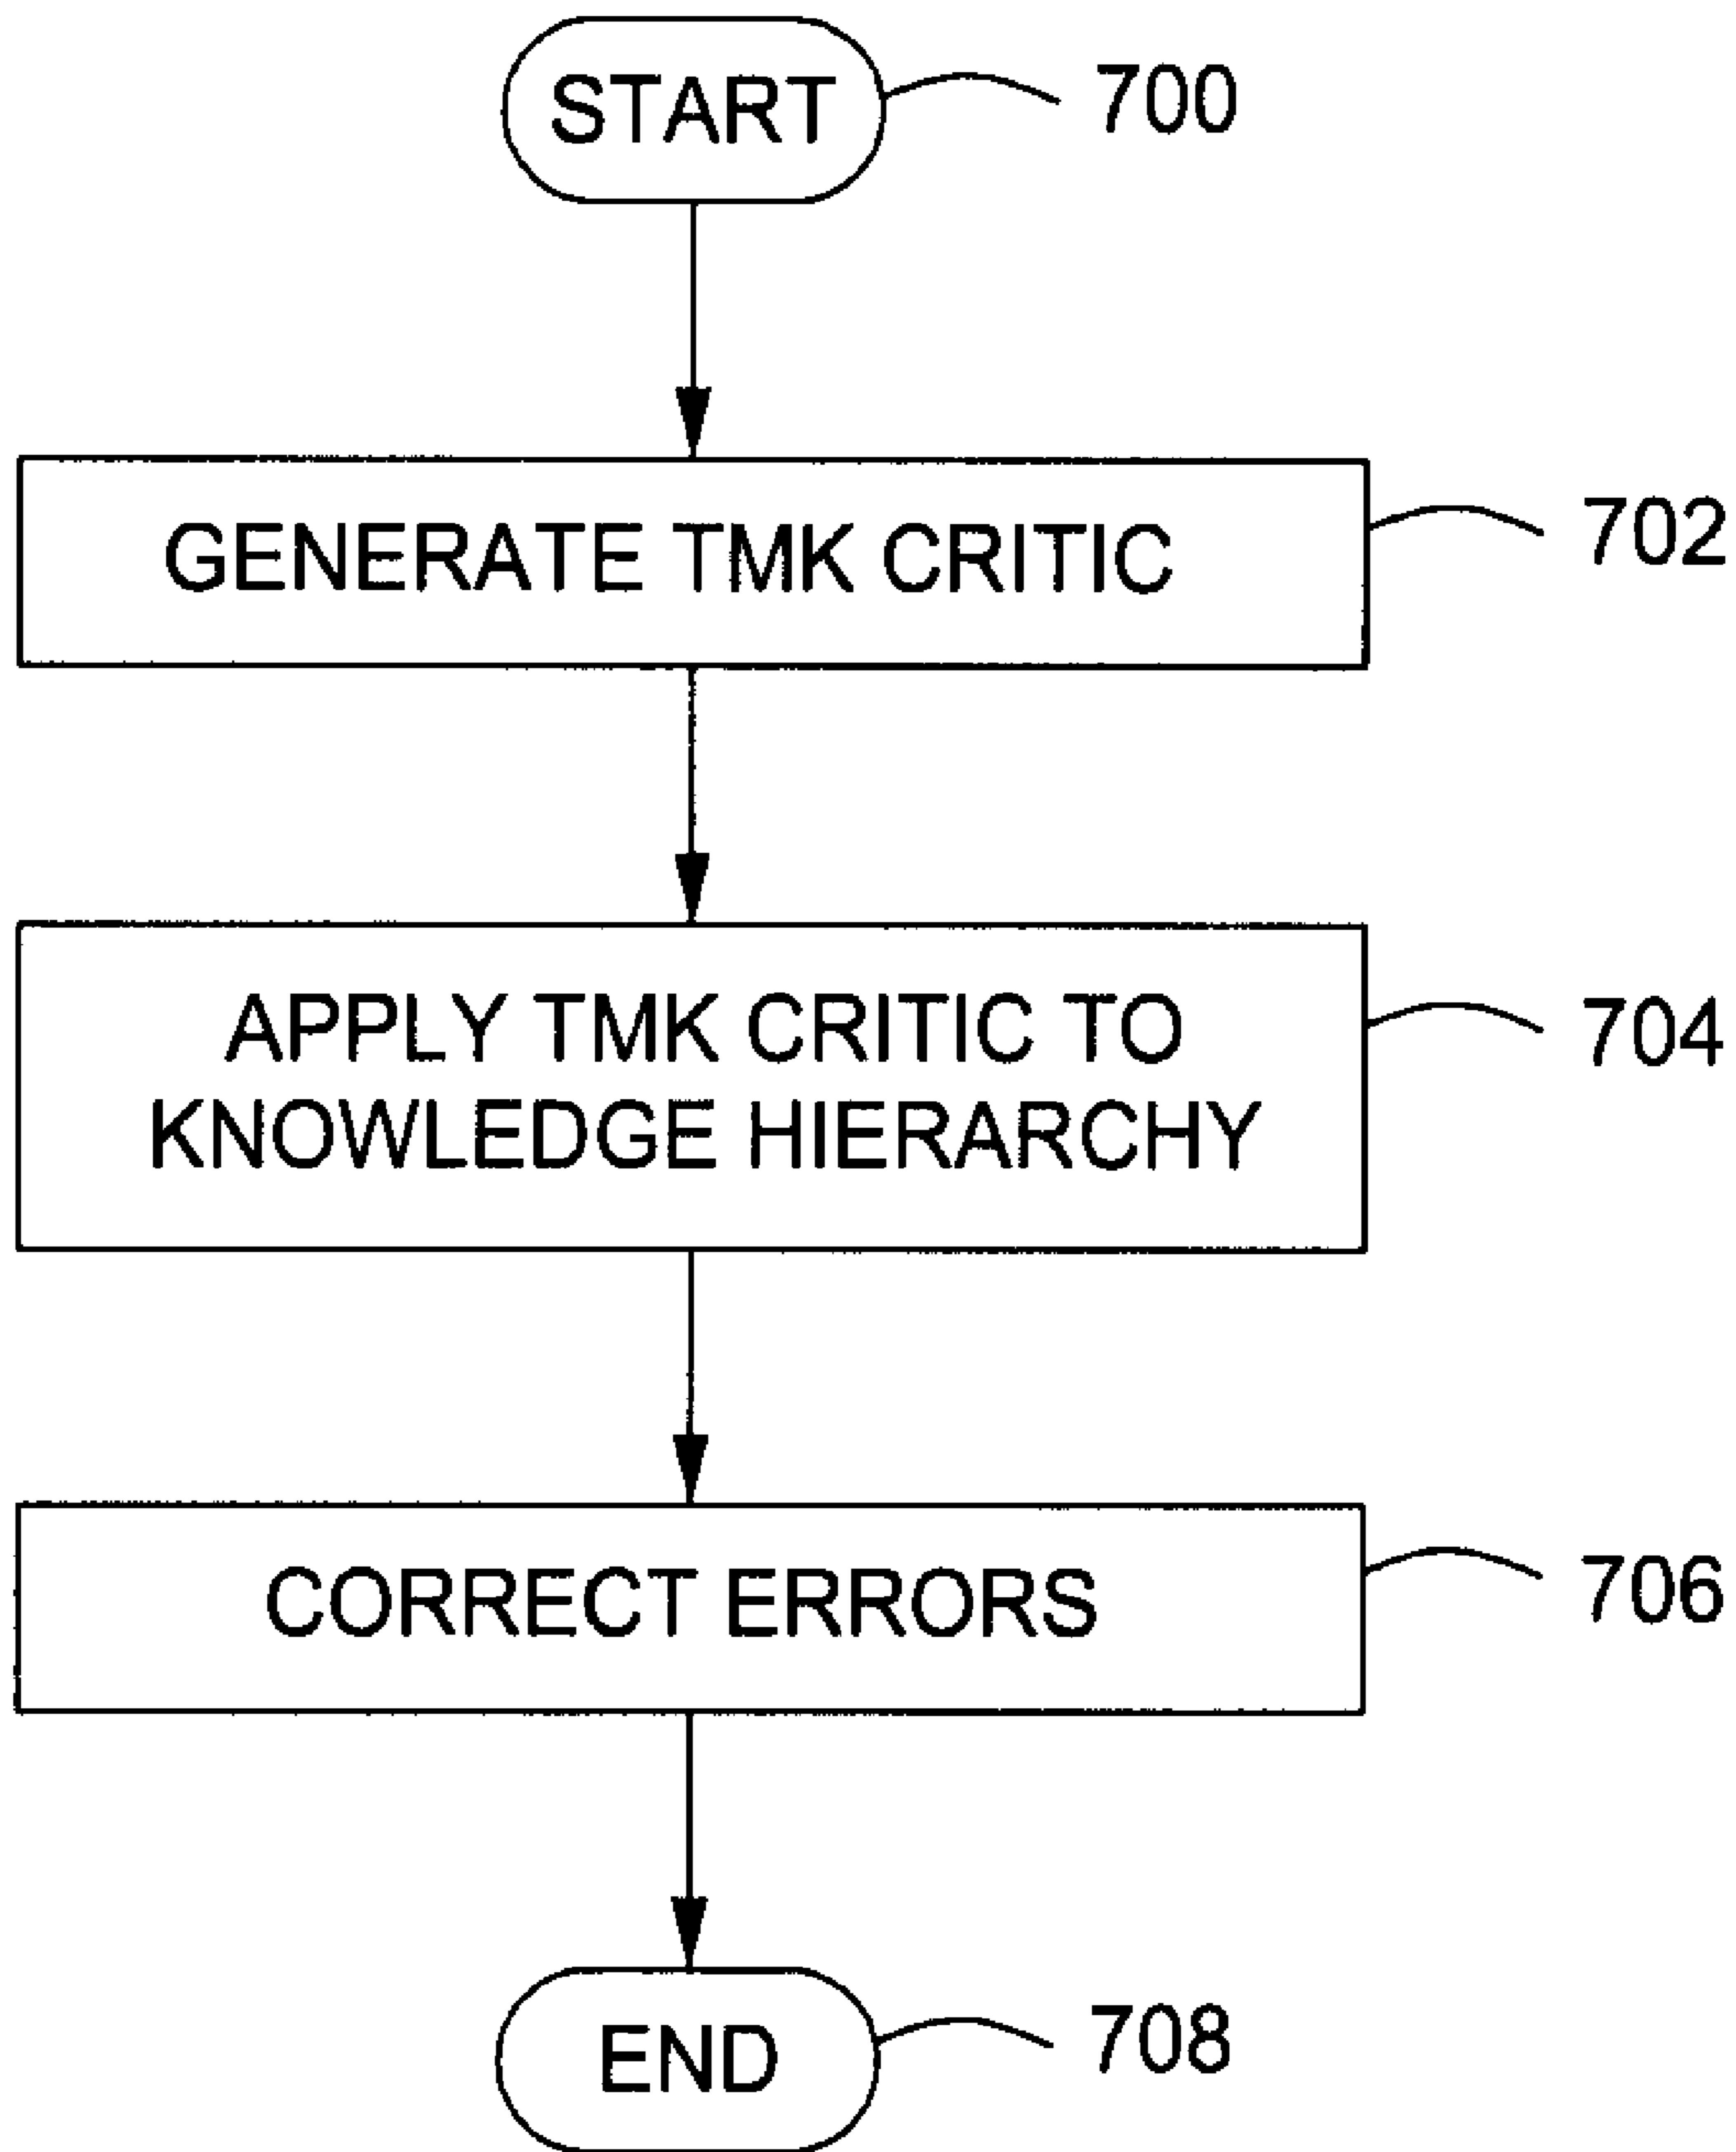 START
700
GENERATE TMK CRITIC
702
APPLY TMK CRITIC TO
KNOWLEDGE HIERARCHY
704
CORRECT ERRORS
706
END
708